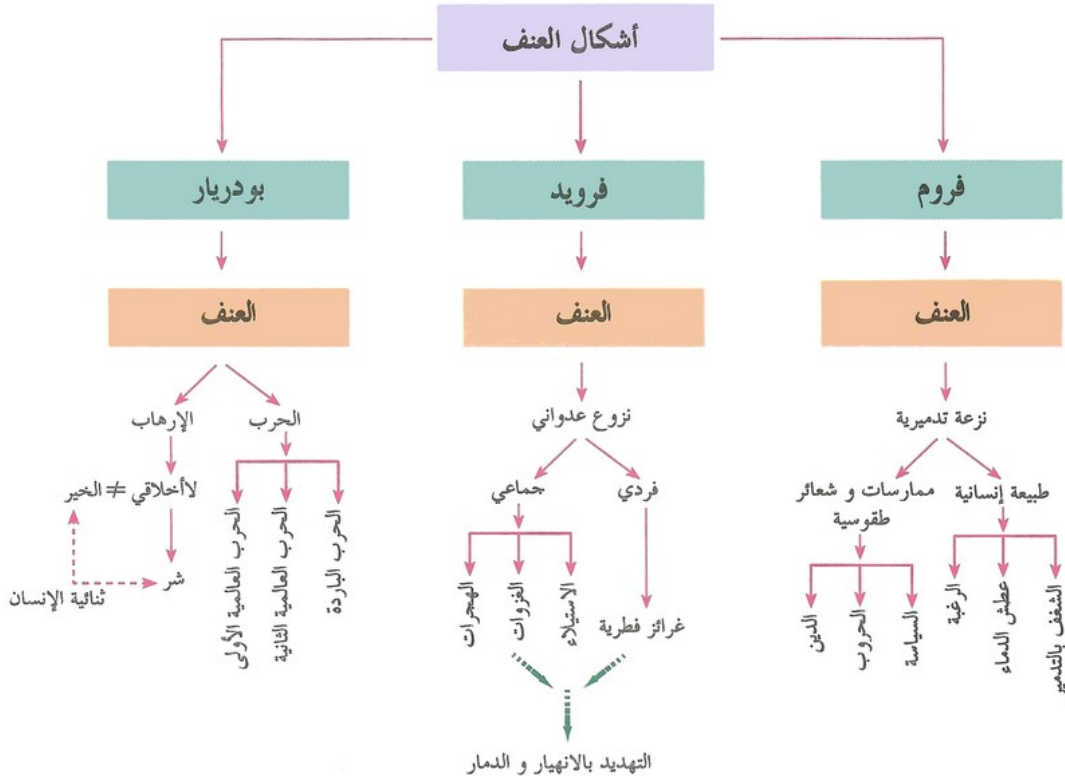 أشكال العنف
فروم
فرويد
بودريار
العنف
العنف
العنف
نزعة تدميرية
نزوع عدواني
الحرب
الإرهاب
طبيعة إنسانية
ممارسات و شعائر
طقوسية
فردي
جماعي
لاأخلاقي ≠ الخير
الشغف بالتدمير
عطش الدماء
الرغبة
السياسة
الحروب
الدين
غرائز فطرية
الاستيلاء
الغزوات
الهجرات
الحرب الباردة
الحرب العالمية الثانية
الحرب العالمية الأولى
شر
ثنائية الإنسان
التهديد بالانهيار و الدمار